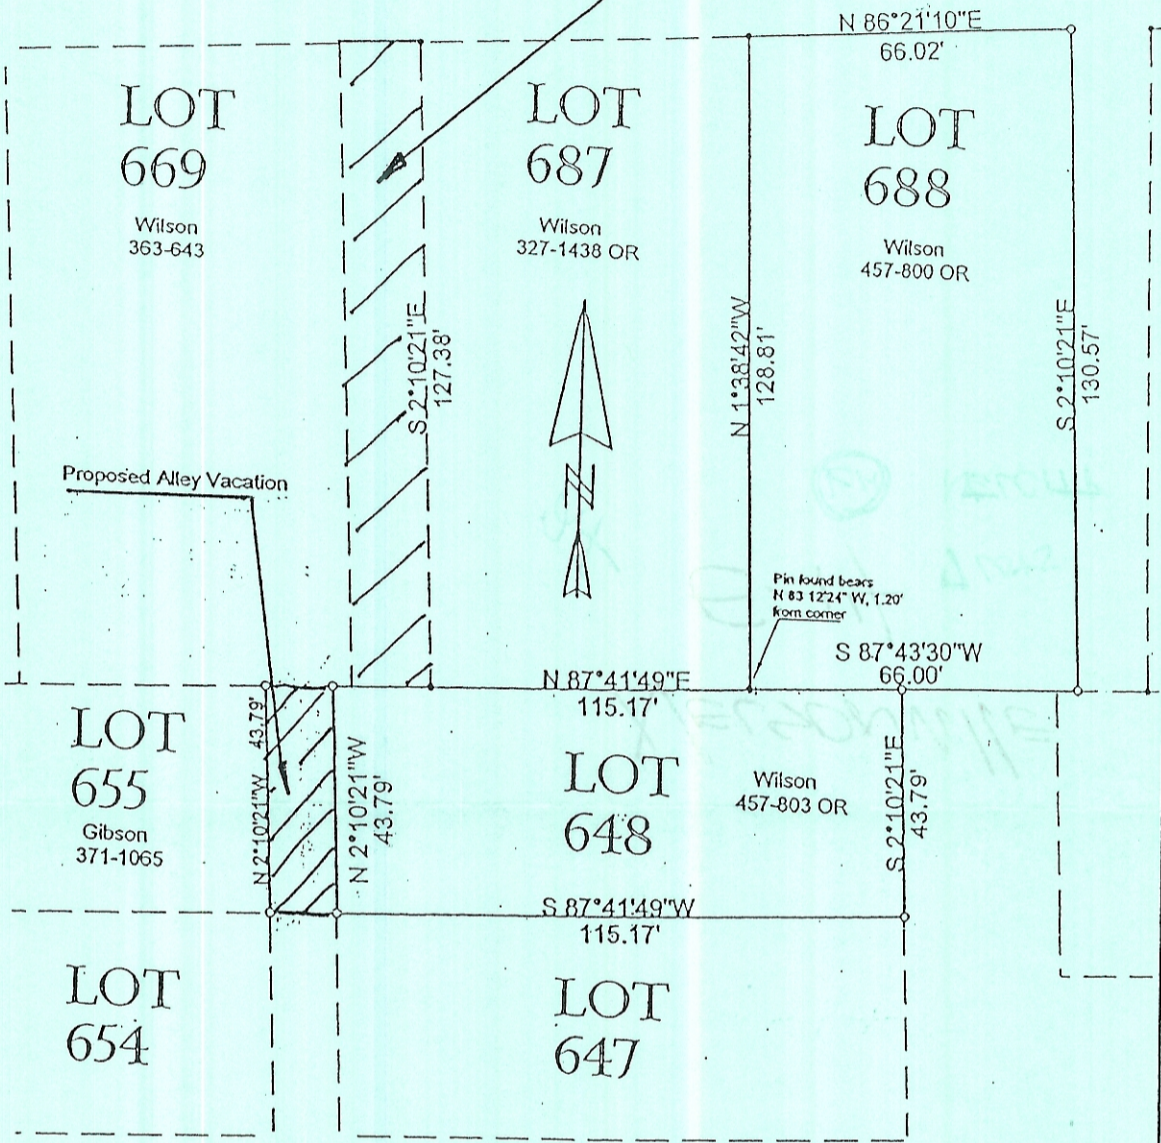 N 86°21'10"E
66.02'
LOT
669
Wilson
363-643
LOT
687
Wilson
327-1438 OR
LOT
688
Wilson
457-800 OR
S 2°10'21"E
127.38'
N 1°38'42"W
128.81'
S 2°10'21"E
130.57'
N
Proposed Alley Vacation
Pin found bears
N 83 12'24" W, 1.20'
from corner
S 87°43'30"W
66.00'
N 87°41'49"E
115.17'
LOT
655
Gibson
371-1065
N 2°10'21"W 43.79'
N 2°10'21"W
43.79'
LOT
648
Wilson
457-803 OR
S 2°10'21"E
43.79'
S 87°41'49"W
115.17'
LOT
654
LOT
647